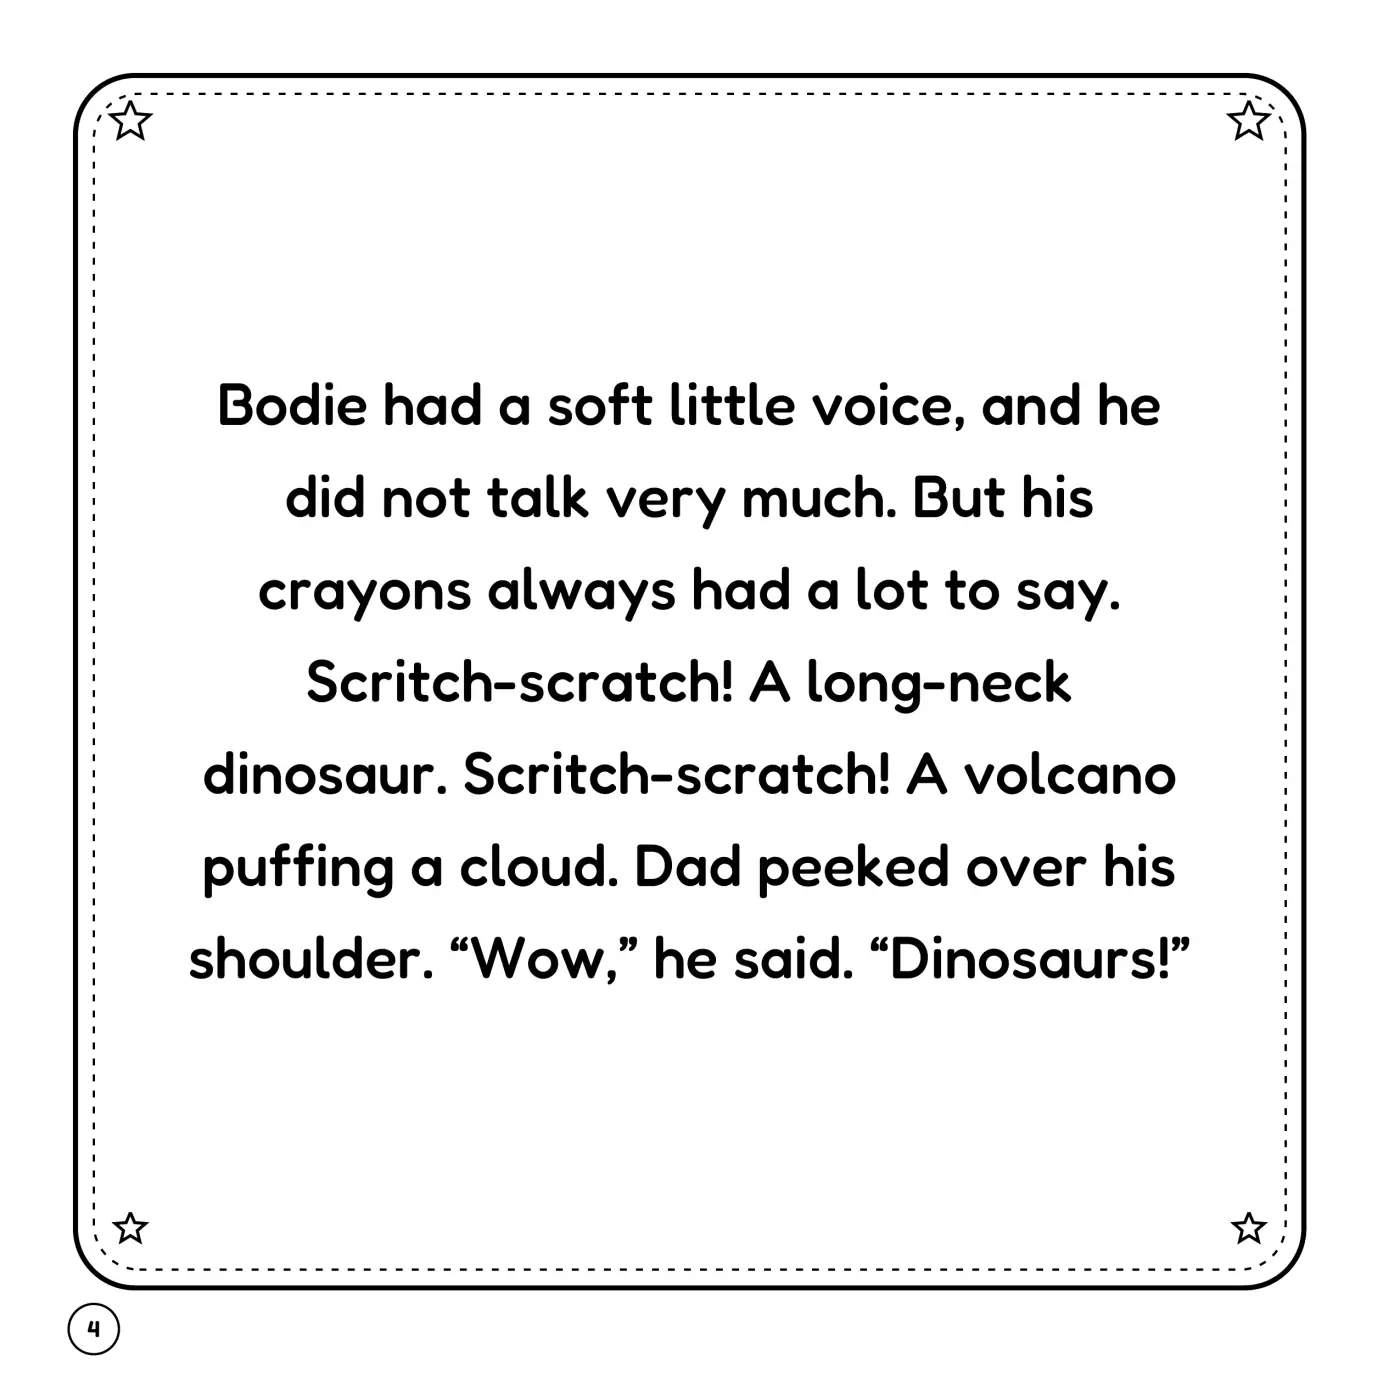 Bodie had a soft little voice, and he
did not talk very much. But his
crayons always had a lot to say.
Scritch-scratch! A long-neck
dinosaur. Scritch-scratch! A volcano
puffing a cloud. Dad peeked over his
shoulder. “Wow,” he said. “Dinosaurs!”
4